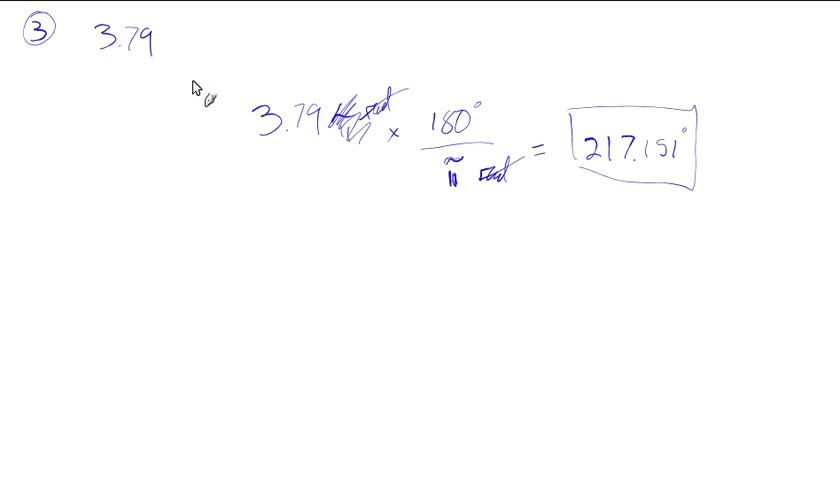 ③ 3.79
3.79 rad × 180° / π rad = 217.151°